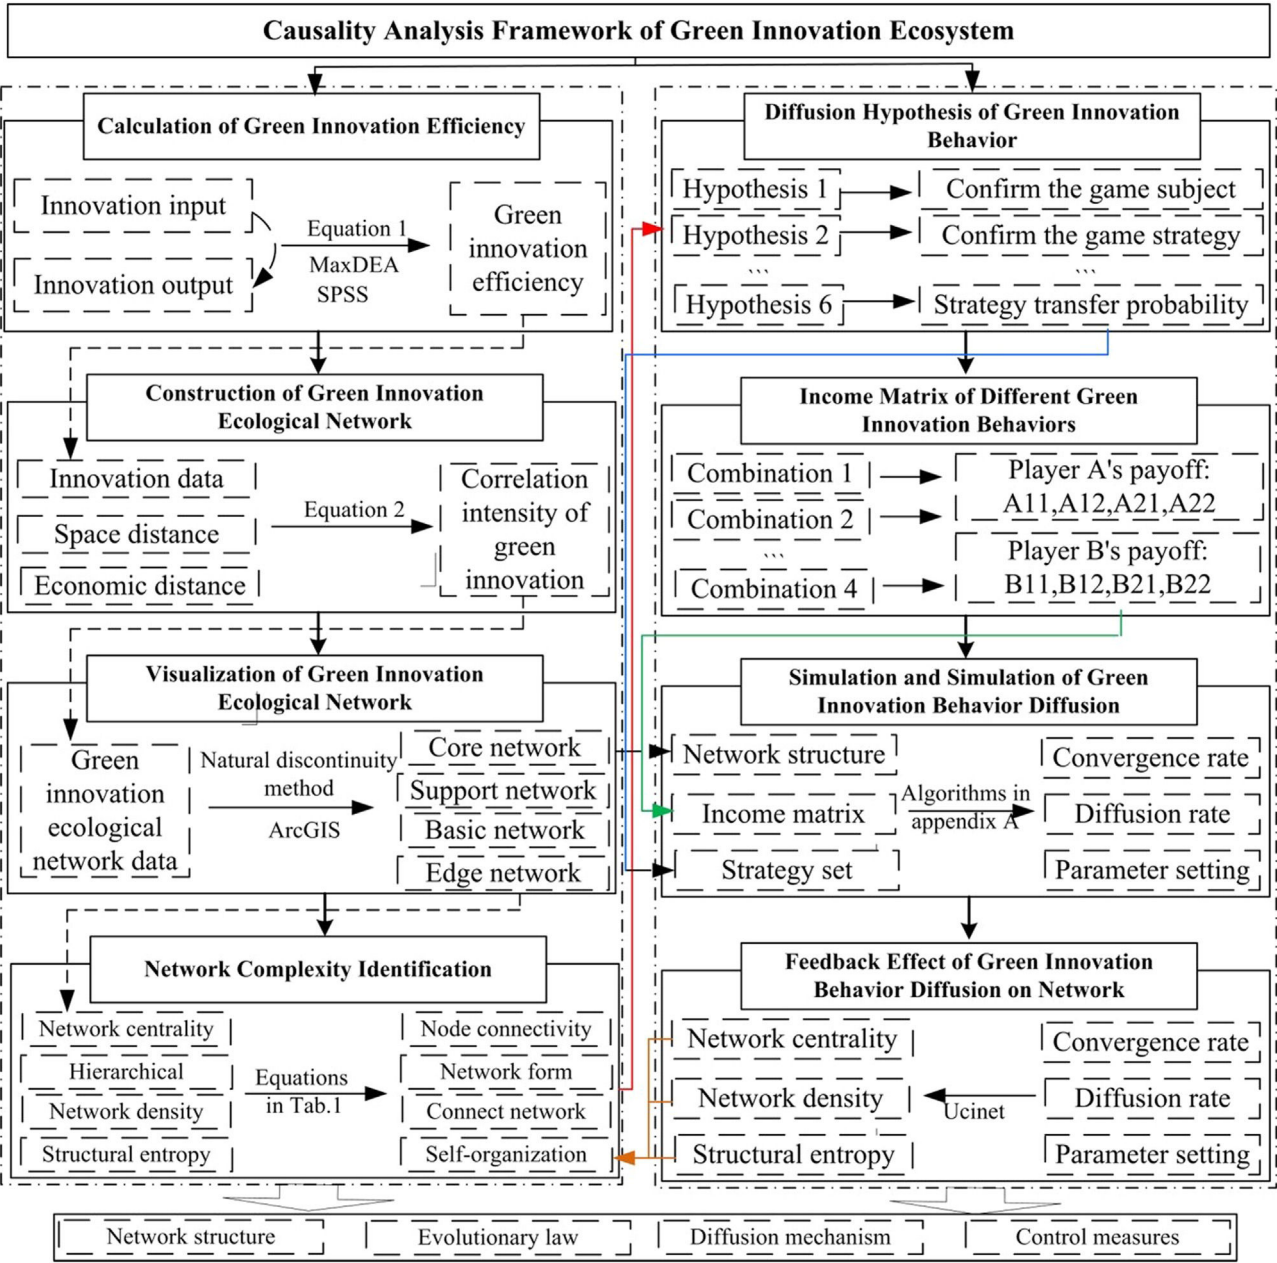 Causality Analysis Framework of Green Innovation Ecosystem
Calculation of Green Innovation Efficiency
Innovation input
Innovation output
Equation 1
MaxDEA
SPSS
Green
innovation
efficiency
Construction of Green Innovation
Ecological Network
Innovation data
Space distance
Economic distance
Equation 2
Correlation
intensity of
green
innovation
Visualization of Green Innovation
Ecological Network
Green
innovation
ecological
network data
Natural discontinuity
method
ArcGIS
Core network
Support network
Basic network
Edge network
Network Complexity Identification
Network centrality
Hierarchical
Network density
Structural entropy
Equations
in Tab.1
Node connectivity
Network form
Connect network
Self-organization
Diffusion Hypothesis of Green Innovation
Behavior
Hypothesis 1
Confirm the game subject
Hypothesis 2
Confirm the game strategy
```
```
Hypothesis 6
Strategy transfer probability
Income Matrix of Different Green
Innovation Behaviors
Combination 1
Combination 2
```
Combination 4
Player A's payoff:
A11,A12,A21,A22
Player B's payoff:
B11,B12,B21,B22
Simulation and Simulation of Green
Innovation Behavior Diffusion
Network structure
Income matrix
Strategy set
Algorithms in
appendix A
Convergence rate
Diffusion rate
Parameter setting
Feedback Effect of Green Innovation
Behavior Diffusion on Network
Network centrality
Network density
Structural entropy
Ucinet
Convergence rate
Diffusion rate
Parameter setting
Network structure
Evolutionary law
Diffusion mechanism
Control measures